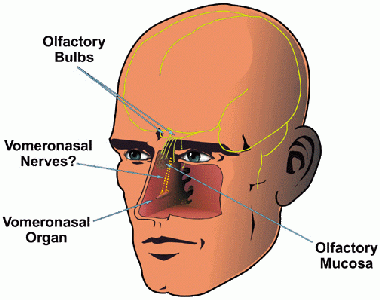 Olfactory
Bulbs
Vomeronasal
Nerves?
Vomeronasal
Organ
Olfactory
Mucosa